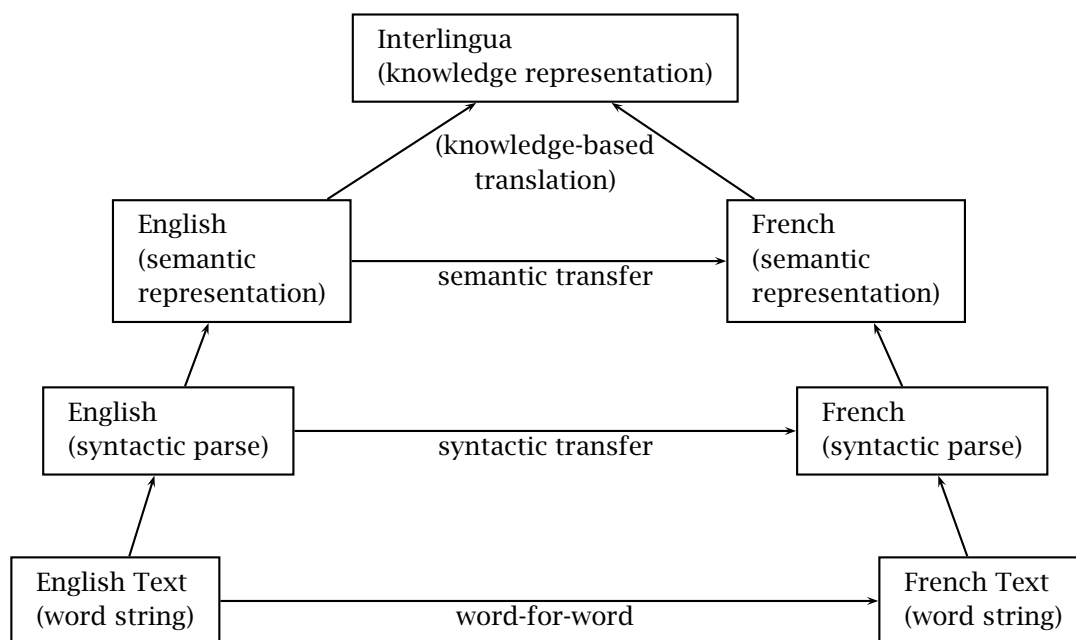 Interlingua
(knowledge representation)
(knowledge-based
translation)
English
(semantic
representation)
semantic transfer
French
(semantic
representation)
English
(syntactic parse)
syntactic transfer
French
(syntactic parse)
English Text
(word string)
word-for-word
French Text
(word string)